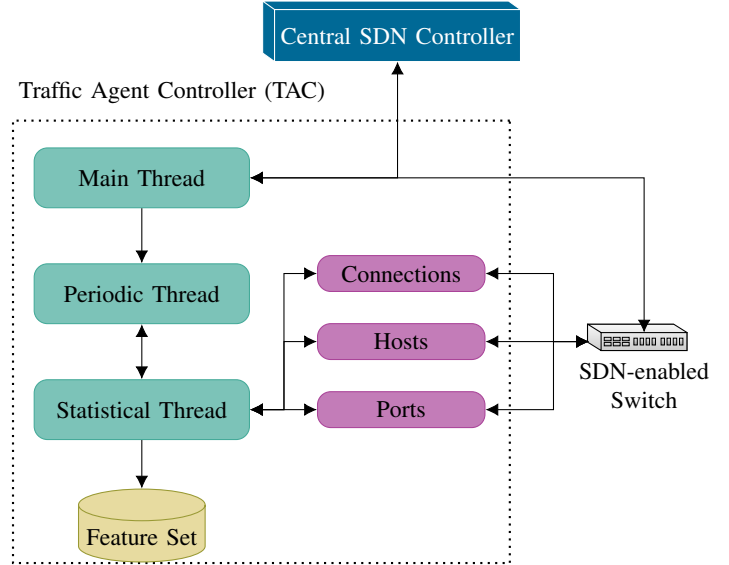 Central SDN Controller
Traffic Agent Controller (TAC)
Main Thread
Periodic Thread
Connections
Hosts
SDN-enabled
Switch
Statistical Thread
Ports
Feature Set